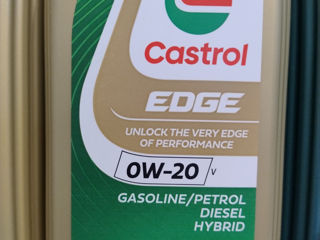 Castrol
EDGE
UNLOCK THE VERY EDGE
OF PERFORMANCE
0W-20 V
GASOLINE/PETROL
DIESEL
HYBRID